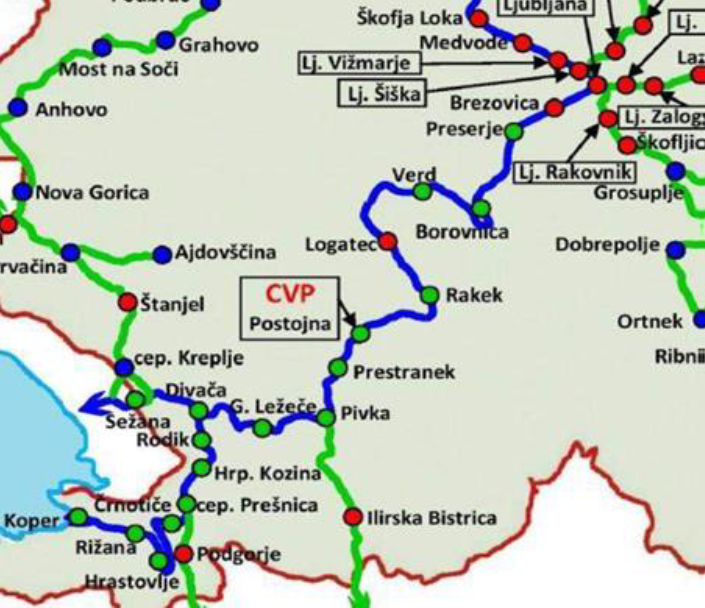 Škofja Loka
Ljubljana
Medvode
Lj.
Grahovo
Most na Soči
Lj. Vižmarje
Lj. Šiška
Anhovo
Brezovica
Lj. Zalog
Preserje
Škofljic
Lj. Rakovnik
Verd
Nova Gorica
Grosuplje
Borovnica
Logatec
Dobrepolje
Ajdovščina
rvačina
CVP
Postojna
Rakek
Štanjel
Ortnek
cep. Kreplje
Prestranek
Divača
G. Ležeče
Pivka
Sežana
Rodik
Hrp. Kozina
Črnotiče
cep. Prešnica
Koper
Ilirska Bistrica
Rižana
Podgorje
Hrastovlje